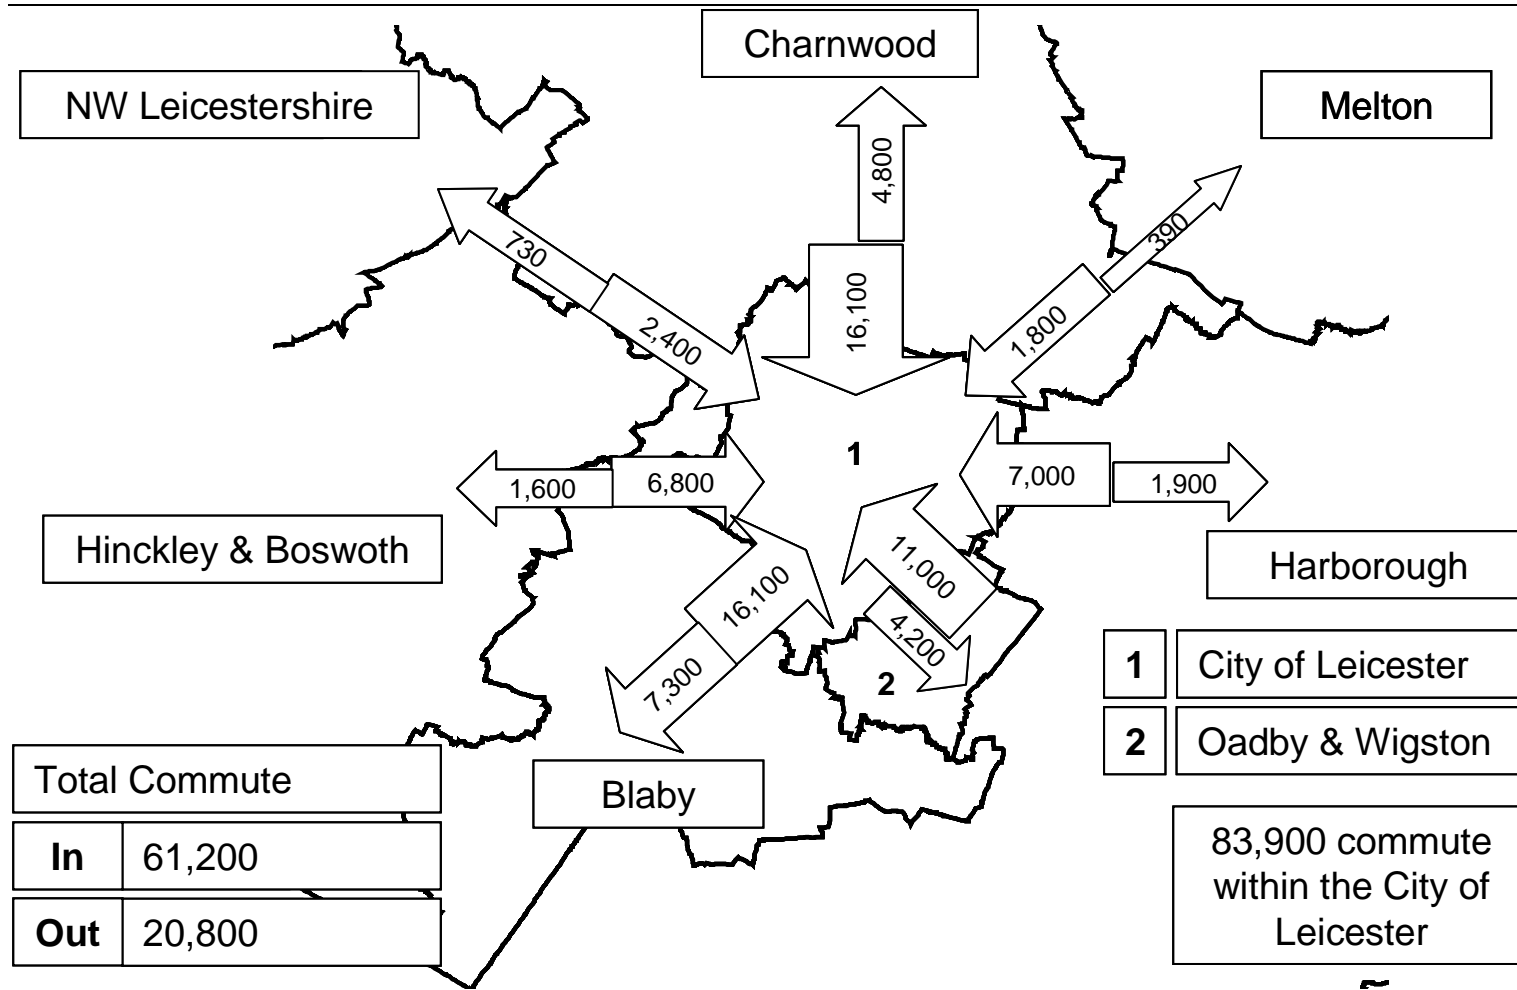 Charnwood
NW Leicestershire
Melton
4,800
390
730
16,100
2,400
1,800
1
1,600
6,800
7,000
1,900
Hinckley & Boswoth
11,000
Harborough
16,100
4,200
7,300
2
1 City of Leicester
2 Oadby & Wigston
Total Commute
Blaby
In 61,200
Out 20,800
83,900 commute
within the City of
Leicester